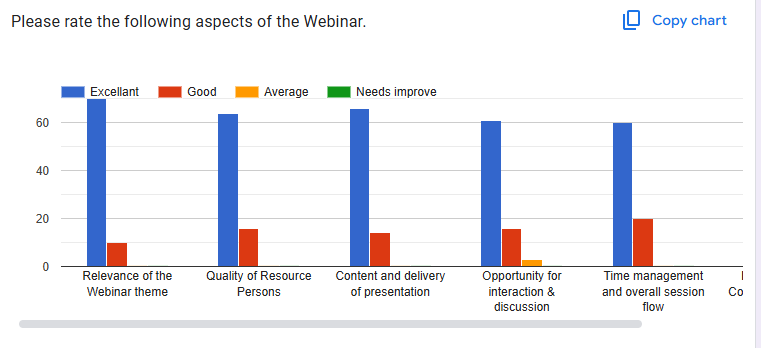 Please rate the following aspects of the Webinar.
Copy chart
Excellant Good Average Needs improve
60
40
20
0
Relevance of the
Webinar theme
Quality of Resource
Persons
Content and delivery
of presentation
Opportunity for
interaction &
discussion
Time management
and overall session
flow
Co